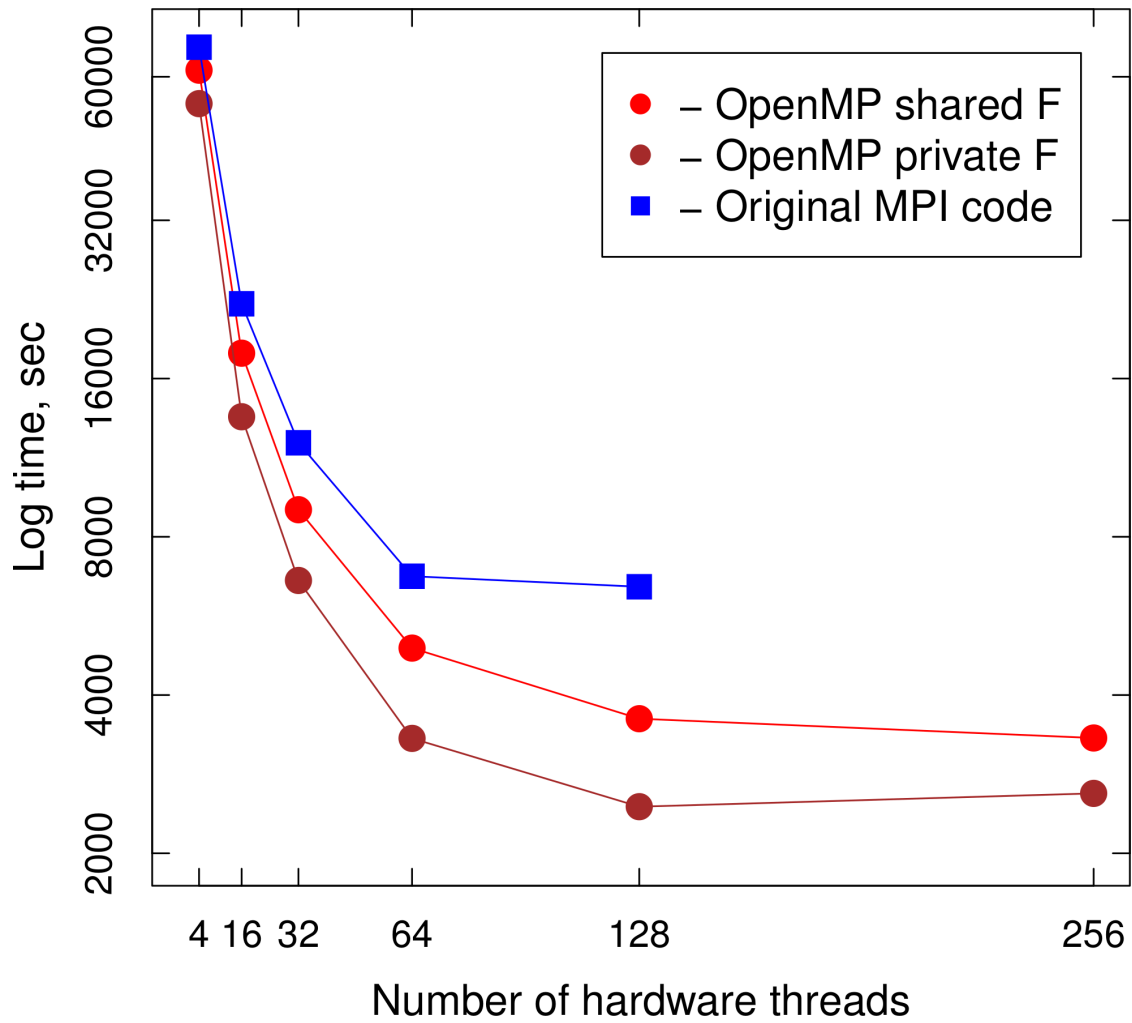 – OpenMP shared F
– OpenMP private F
– Original MPI code
Log time, sec
60000
32000
16000
8000
4000
2000
4 16 32 64 128 256
Number of hardware threads